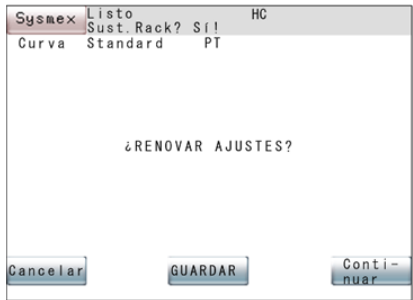 Sysmex Listo HC
Sust.Rack? Sí!
Curva Standard PT
¿RENOVAR AJUSTES?
Cancelar GUARDAR Conti-
nuar